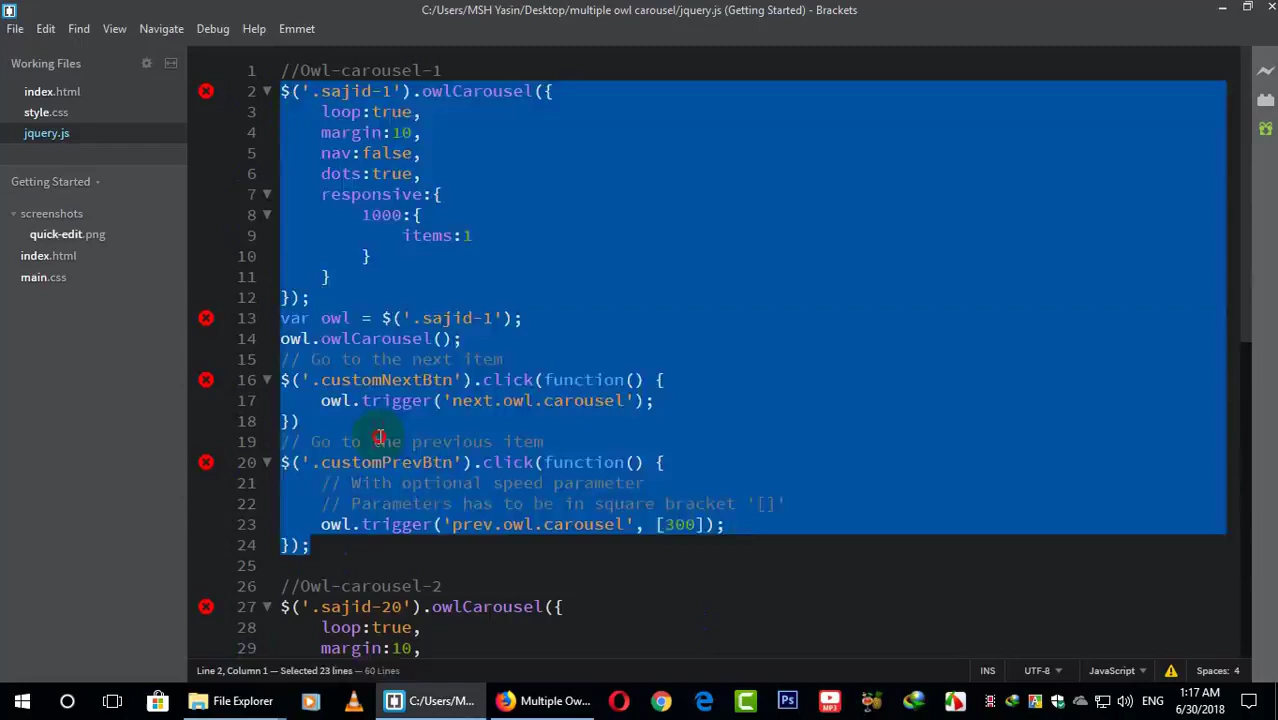 C:/Users/MSH Yasin/Desktop/multiple owl carousel/jquery.js (Getting Started) - Brackets
File Edit Find View Navigate Debug Help Emmet
Working Files
index.html
style.css
jquery.js
Getting Started
screenshots
quick-edit.png
index.html
main.css
1 //Owl-carousel-1
2 $('.sajid-1').owlCarousel({
3 loop:true,
4 margin:10,
5 nav:false,
6 dots:true,
7 responsive:{
8 1000:{
9 items:1
10 }
11 }
12 });
13 var owl = $('.sajid-1');
14 owl.owlCarousel();
15 // Go to the next item
16 $('.customNextBtn').click(function() {
17 owl.trigger('next.owl.carousel');
18 })
19 // Go to the previous item
20 $('.customPrevBtn').click(function() {
21 // With optional speed parameter
22 // Parameters has to be in square bracket '[]'
23 owl.trigger('prev.owl.carousel', [300]);
24 });
25
26 //Owl-carousel-2
27 $('.sajid-20').owlCarousel({
28 loop:true,
29 margin:10,
Line 2, Column 1 — Selected 23 lines — 60 Lines
INS UTF-8 JavaScript Spaces: 4
File Explorer C:/Users/M... Multiple Ow... Ps MP3 ENG 1:17 AM
6/30/2018